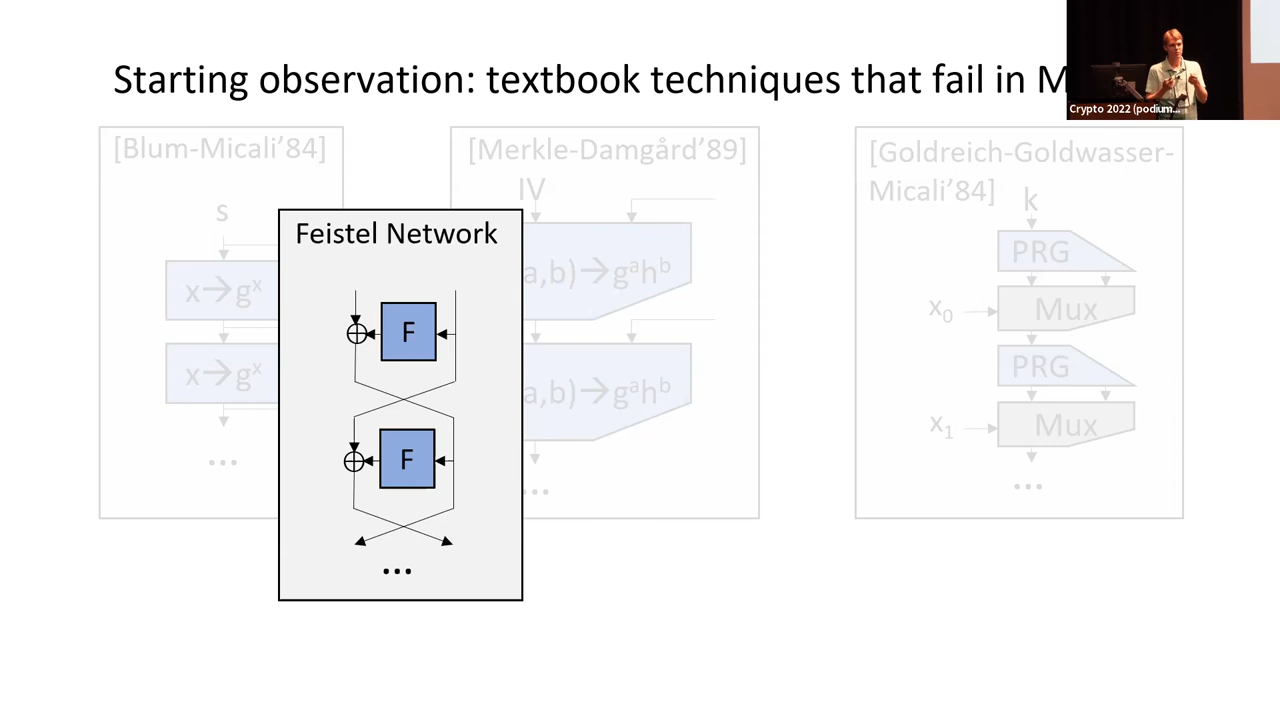 Starting observation: textbook techniques that fail in M
Crypto 2022 (podium...
[Blum-Micali'84]
s
x→gˣ
x→gˣ
...
Feistel Network
F
F
...
[Merkle-Damgård'89]
IV
a,b)→gᵃhᵇ
a,b)→gᵃhᵇ
...
[Goldreich-Goldwasser-
Micali'84]
k
PRG
x₀
Mux
PRG
x₁
Mux
...